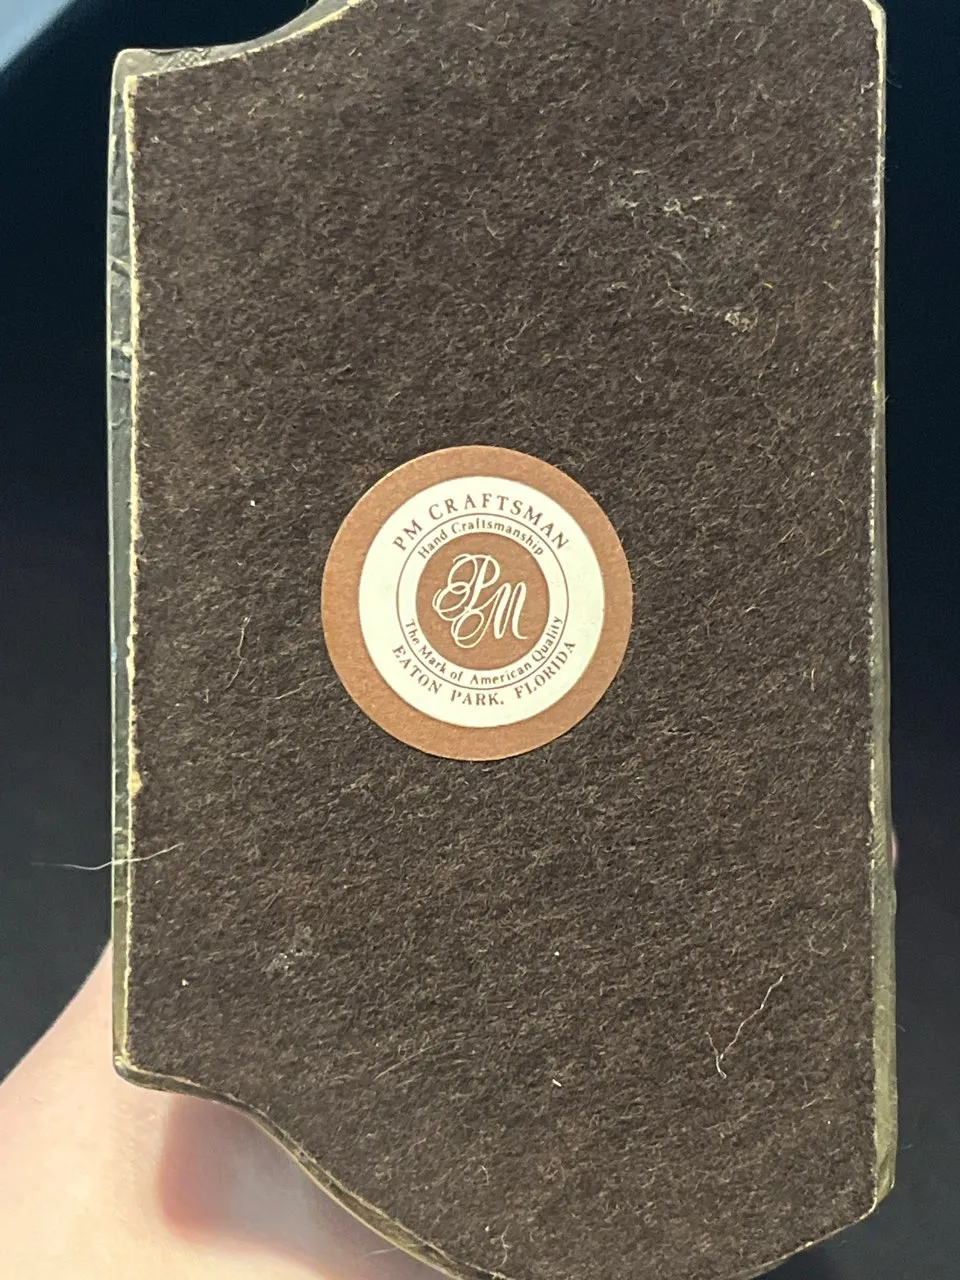 PM CRAFTSMAN
Hand Craftsmanship
PM
The Mark of American Quality
EATON PARK, FLORIDA